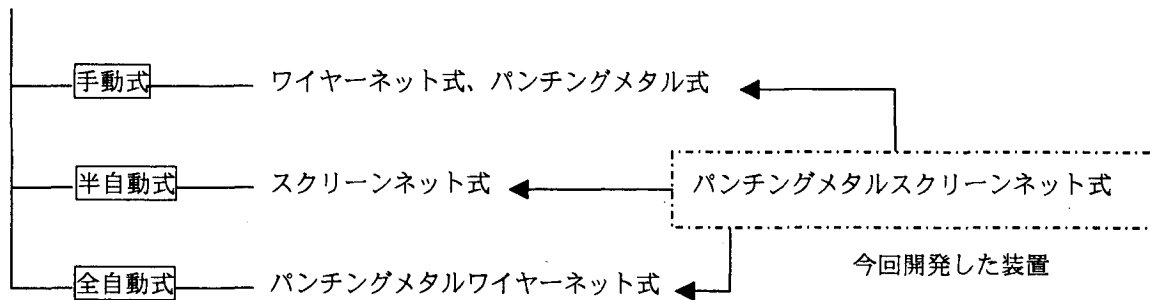 手動式 ワイヤーネット式、パンチングメタル式
半自動式 スクリーンネット式 パンチングメタルスクリーンネット式
今回開発した装置
全自動式 パンチングメタルワイヤーネット式